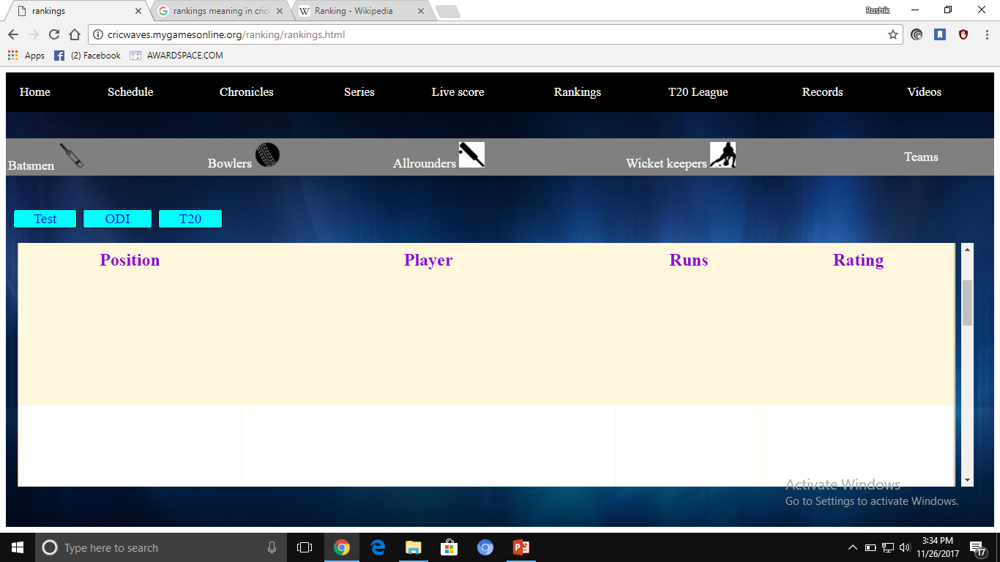 rankings
rankings meaning in cric
Ranking - Wikipedia
Rushik
cricwaves.mygamesonline.org/ranking/rankings.html
Apps (2) Facebook AWARDSPACE.COM
Home Schedule Chronicles Series Live score Rankings T20 League Records Videos
Batsmen Bowlers Allrounders Wicket keepers Teams
Test ODI T20
Position Player Runs Rating
Activate Windows
Go to Settings to activate Windows.
Type here to search
3:34 PM
11/26/2017
17